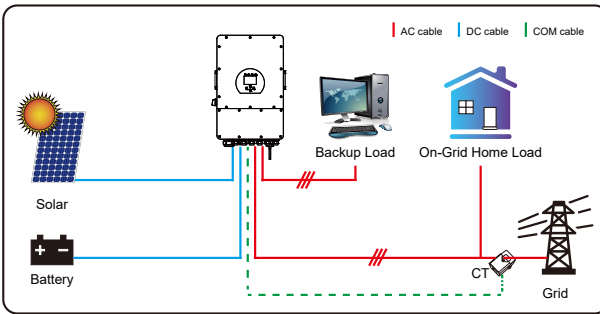 AC cable
DC cable
COM cable
Backup Load
On-Grid Home Load
Solar
Battery
CT
Grid